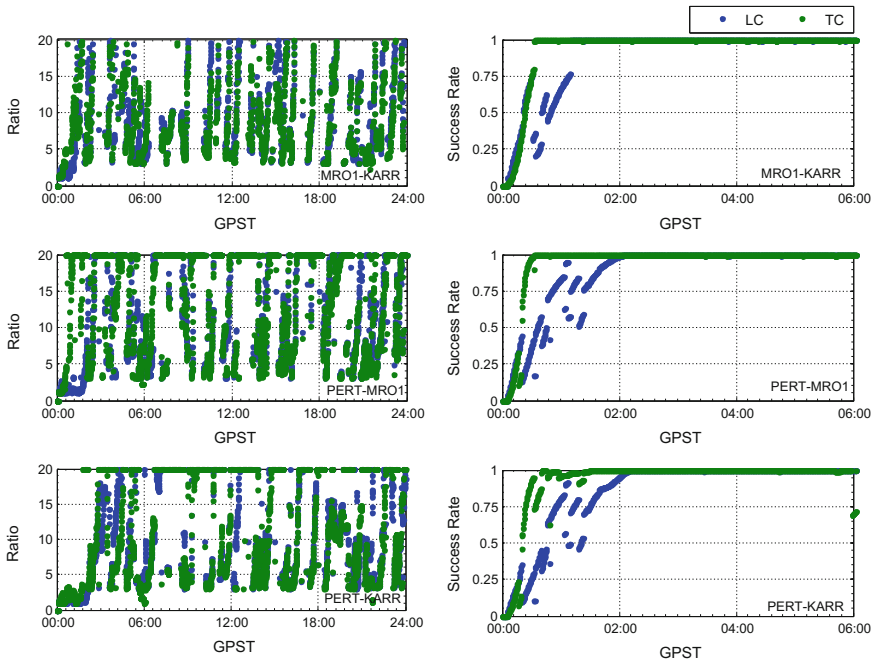 LC TC
20
15
10
5
0
Ratio
00:00 06:00 12:00 18:00 24:00
GPST
MRO1-KARR
1
0.75
0.5
0.25
0
Success Rate
00:00 02:00 04:00 06:00
GPST
MRO1-KARR
20
15
10
5
0
Ratio
00:00 06:00 12:00 18:00 24:00
GPST
PERT-MRO1
1
0.75
0.5
0.25
0
Success Rate
00:00 02:00 04:00 06:00
GPST
PERT-MRO1
20
15
10
5
0
Ratio
00:00 06:00 12:00 18:00 24:00
GPST
PERT-KARR
1
0.75
0.5
0.25
0
Success Rate
00:00 02:00 04:00 06:00
GPST
PERT-KARR